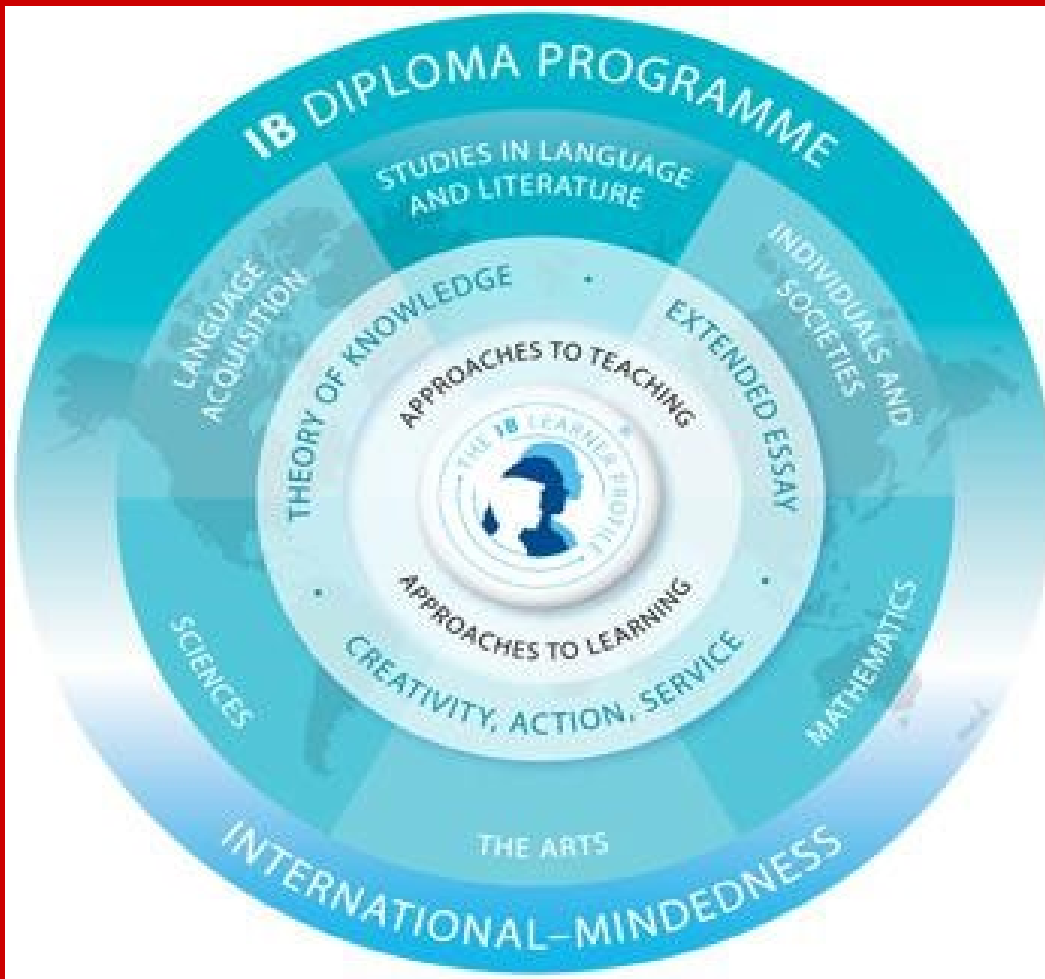 IB DIPLOMA PROGRAMME
STUDIES IN LANGUAGE
AND LITERATURE
LANGUAGE
ACQUISITION
INDIVIDUALS AND
SOCIETIES
THEORY OF KNOWLEDGE
EXTENDED ESSAY
APPROACHES TO TEACHING
THE IB LEARNER PROFILE
®
APPROACHES TO LEARNING
CREATIVITY, ACTION, SERVICE
SCIENCES
MATHEMATICS
THE ARTS
INTERNATIONAL–MINDEDNESS